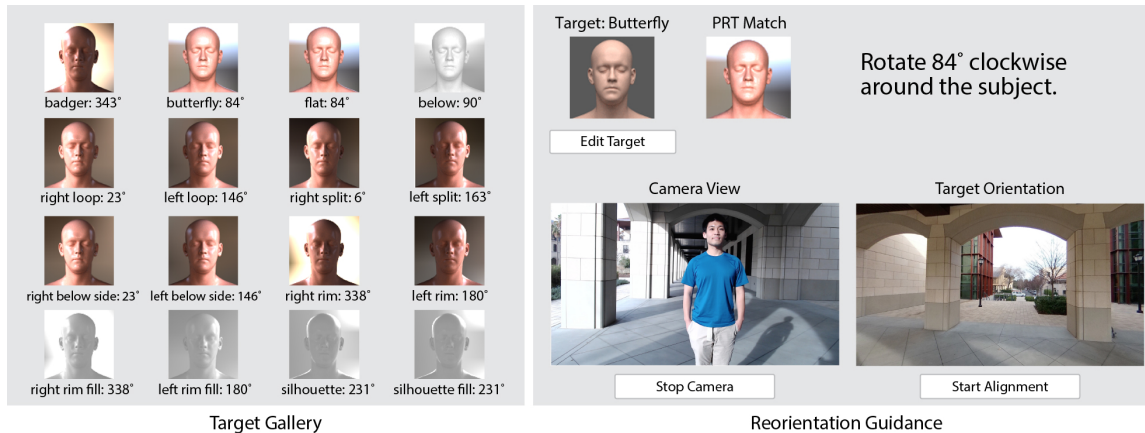 badger: 343°
butterfly: 84°
flat: 84°
below: 90°
right loop: 23°
left loop: 146°
right split: 6°
left split: 163°
right below side: 23°
left below side: 146°
right rim: 338°
left rim: 180°
right rim fill: 338°
left rim fill: 180°
silhouette: 231°
silhouette fill: 231°
Target Gallery
Target: Butterfly
PRT Match
Edit Target
Rotate 84° clockwise
around the subject.
Camera View
Target Orientation
Stop Camera
Start Alignment
Reorientation Guidance